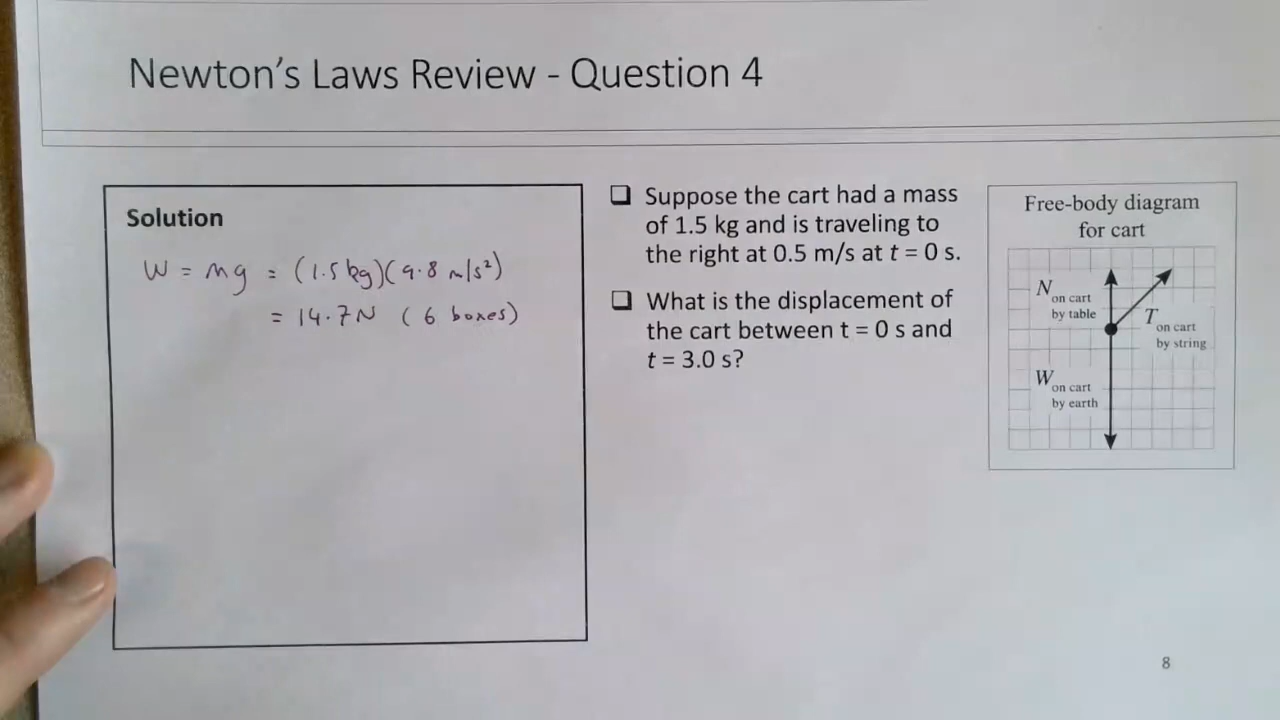 Newton's Laws Review - Question 4
Solution
W = mg = (1.5 kg)(9.8 m/s²)
= 14.7N ( 6 boxes)
❑ Suppose the cart had a mass
of 1.5 kg and is traveling to
the right at 0.5 m/s at t = 0 s.
❑ What is the displacement of
the cart between t = 0 s and
t = 3.0 s?
Free-body diagram
for cart
N on cart
by table
T on cart
by string
W on cart
by earth
8